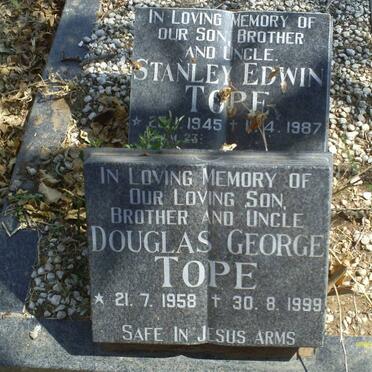 IN LOVING MEMORY OF
OUR SON, BROTHER
AND UNCLE.
STANLEY EDWIN
TOPE
1945 4. 1987
IN LOVING MEMORY OF
OUR LOVING SON,
BROTHER AND UNCLE
DOUGLAS GEORGE
TOPE
* 21. 7. 1958 † 30. 8. 1999
SAFE IN JESUS ARMS